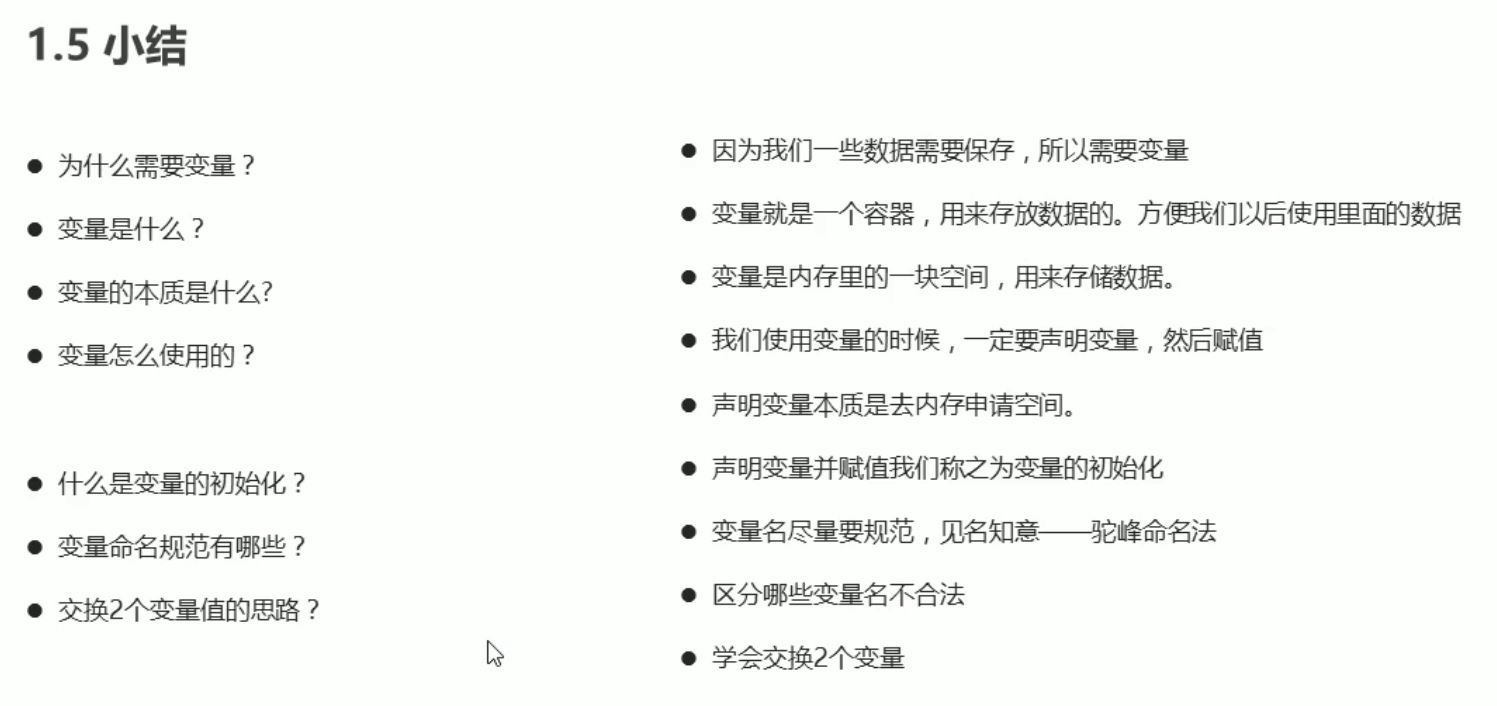 1.5 小结
● 为什么需要变量？
● 变量是什么？
● 变量的本质是什么?
● 变量怎么使用的？
● 什么是变量的初始化？
● 变量命名规范有哪些？
● 交换2个变量值的思路？
● 因为我们一些数据需要保存，所以需要变量
● 变量就是一个容器，用来存放数据的。方便我们以后使用里面的数据
● 变量是内存里的一块空间，用来存储数据。
● 我们使用变量的时候，一定要声明变量，然后赋值
● 声明变量本质是去内存申请空间。
● 声明变量并赋值我们称之为变量的初始化
● 变量名尽量要规范，见名知意——驼峰命名法
● 区分哪些变量名不合法
● 学会交换2个变量